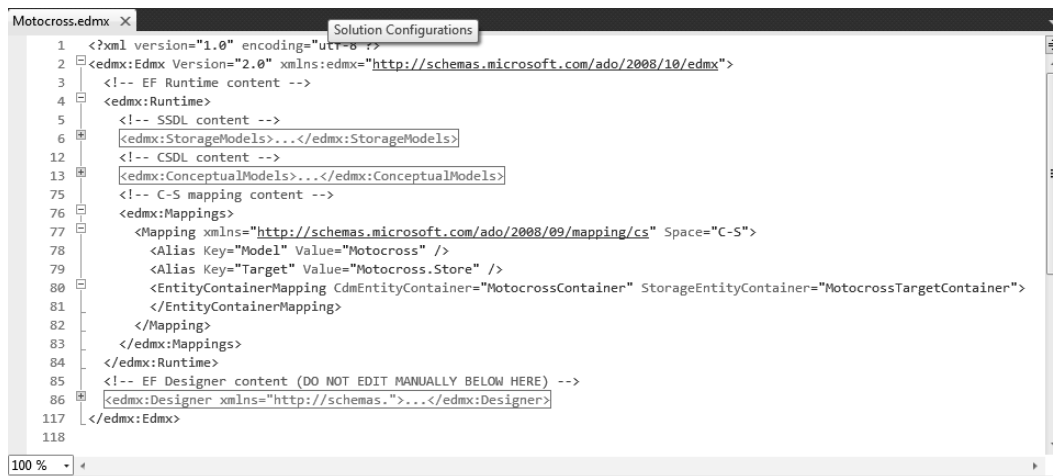 Motocross.edmx ×
Solution Configurations
1 <?xml version="1.0" encoding="utf-8"?>
2 <edmx:Edmx Version="2.0" xmlns:edmx="http://schemas.microsoft.com/ado/2008/10/edmx">
3 <!-- EF Runtime content -->
4 <edmx:Runtime>
5 <!-- SSDL content -->
6 <edmx:StorageModels>...</edmx:StorageModels>
12 <!-- CSDL content -->
13 <edmx:ConceptualModels>...</edmx:ConceptualModels>
75 <!-- C-S mapping content -->
76 <edmx:Mappings>
77 <Mapping xmlns="http://schemas.microsoft.com/ado/2008/09/mapping/cs" Space="C-S">
78 <Alias Key="Model" Value="Motocross" />
79 <Alias Key="Target" Value="Motocross.Store" />
80 <EntityContainerMapping CdmEntityContainer="MotocrossContainer" StorageEntityContainer="MotocrossTargetContainer">
81 </EntityContainerMapping>
82 </Mapping>
83 </edmx:Mappings>
84 </edmx:Runtime>
85 <!-- EF Designer content (DO NOT EDIT MANUALLY BELOW HERE) -->
86 <edmx:Designer xmlns="http://schemas.">...</edmx:Designer>
117 </edmx:Edmx>
118
100 %